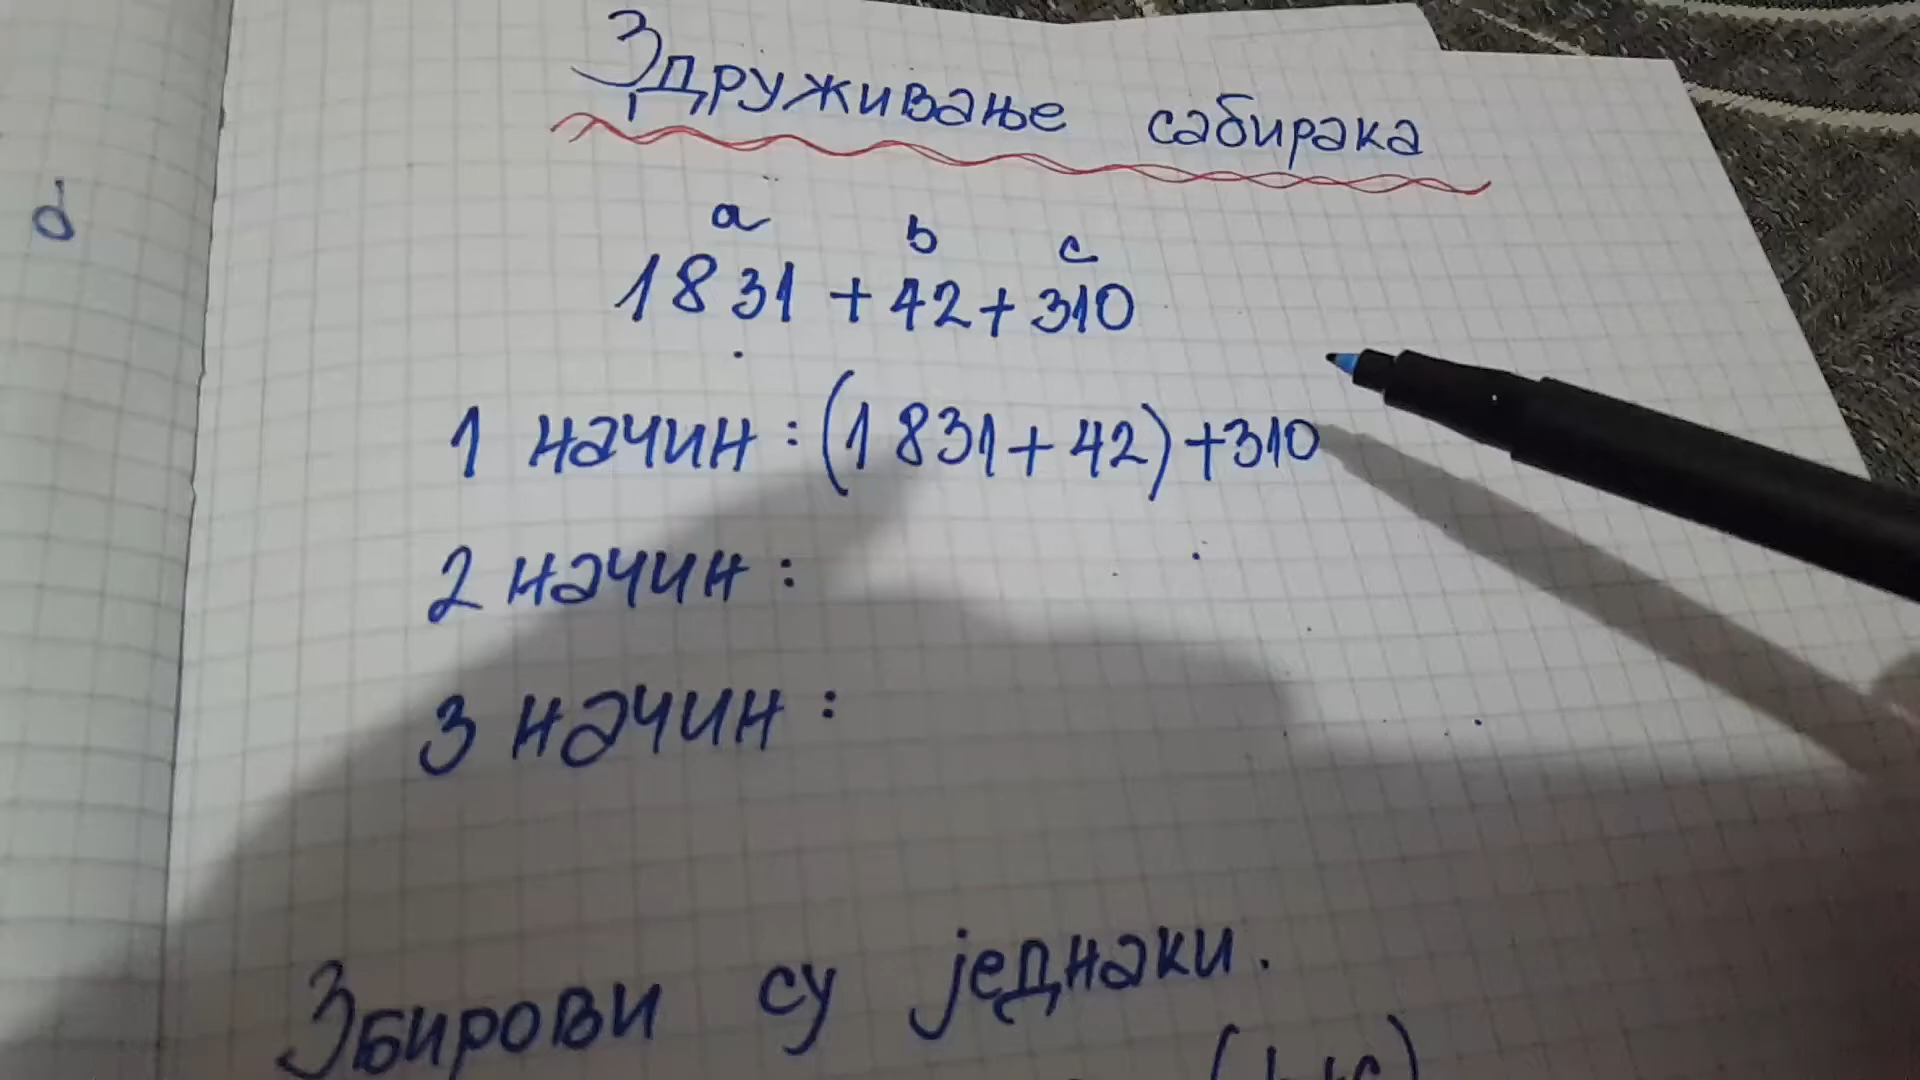 Здруживање сабирака
a b c
1831 + 42 + 310
1 начин : (1831 + 42) + 310
2 начин :
3 начин :
Збирови су једнаки.
(b+c)